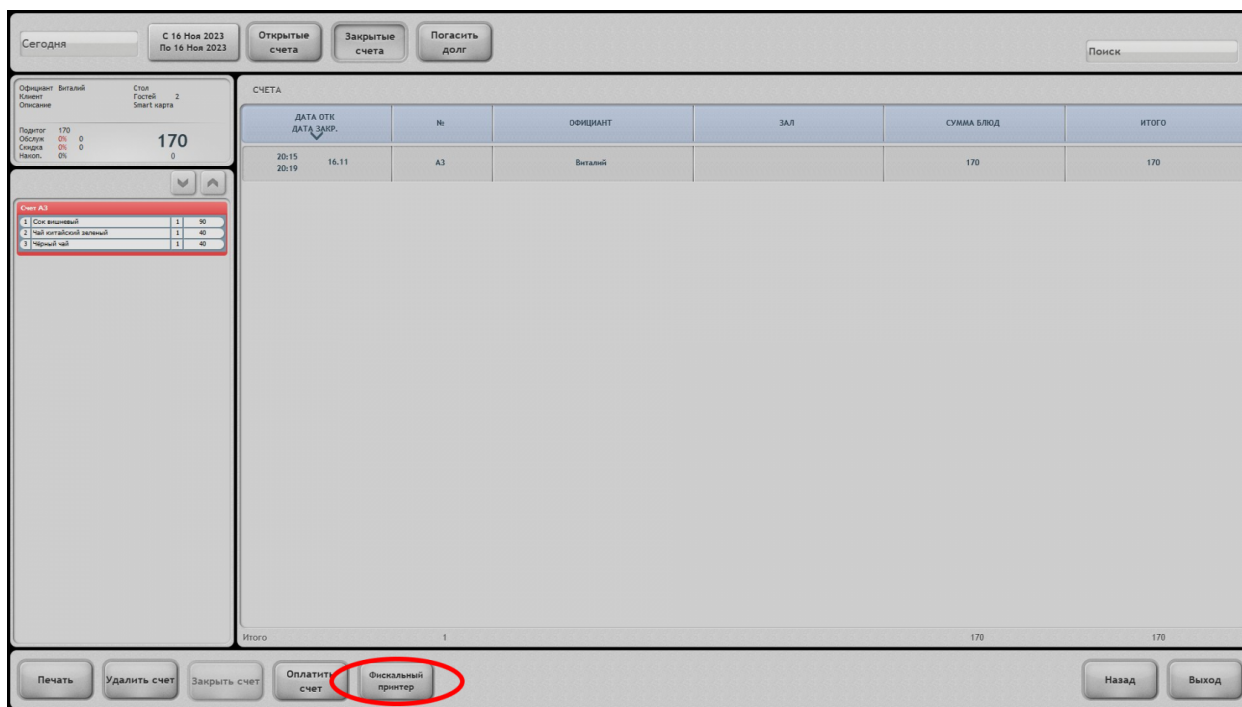 Сегодня
С 16 Ноя 2023
По 16 Ноя 2023
Открытые
счета
Закрытые
счета
Погасить
долг
Поиск
Официант Виталий Стол
Клиент Гостей 2
Описание Smart карта
Подитог 170
Обслуж 0% 0
Скидка 0% 0
Накоп. 0%
170
0
Счет А3
1 Сок вишневый 1 90
2 Чай китайский зеленый 1 40
3 Чёрный чай 1 40
СЧЕТА
ДАТА ОТК
ДАТА ЗАКР.
№
ОФИЦИАНТ
ЗАЛ
СУММА БЛЮД
ИТОГО
20:15
20:19
16.11
А3
Виталий
170
170
Итого 1 170 170
Печать
Удалить счет
Закрыть счет
Оплатить
счет
Фискальный
принтер
Назад
Выход